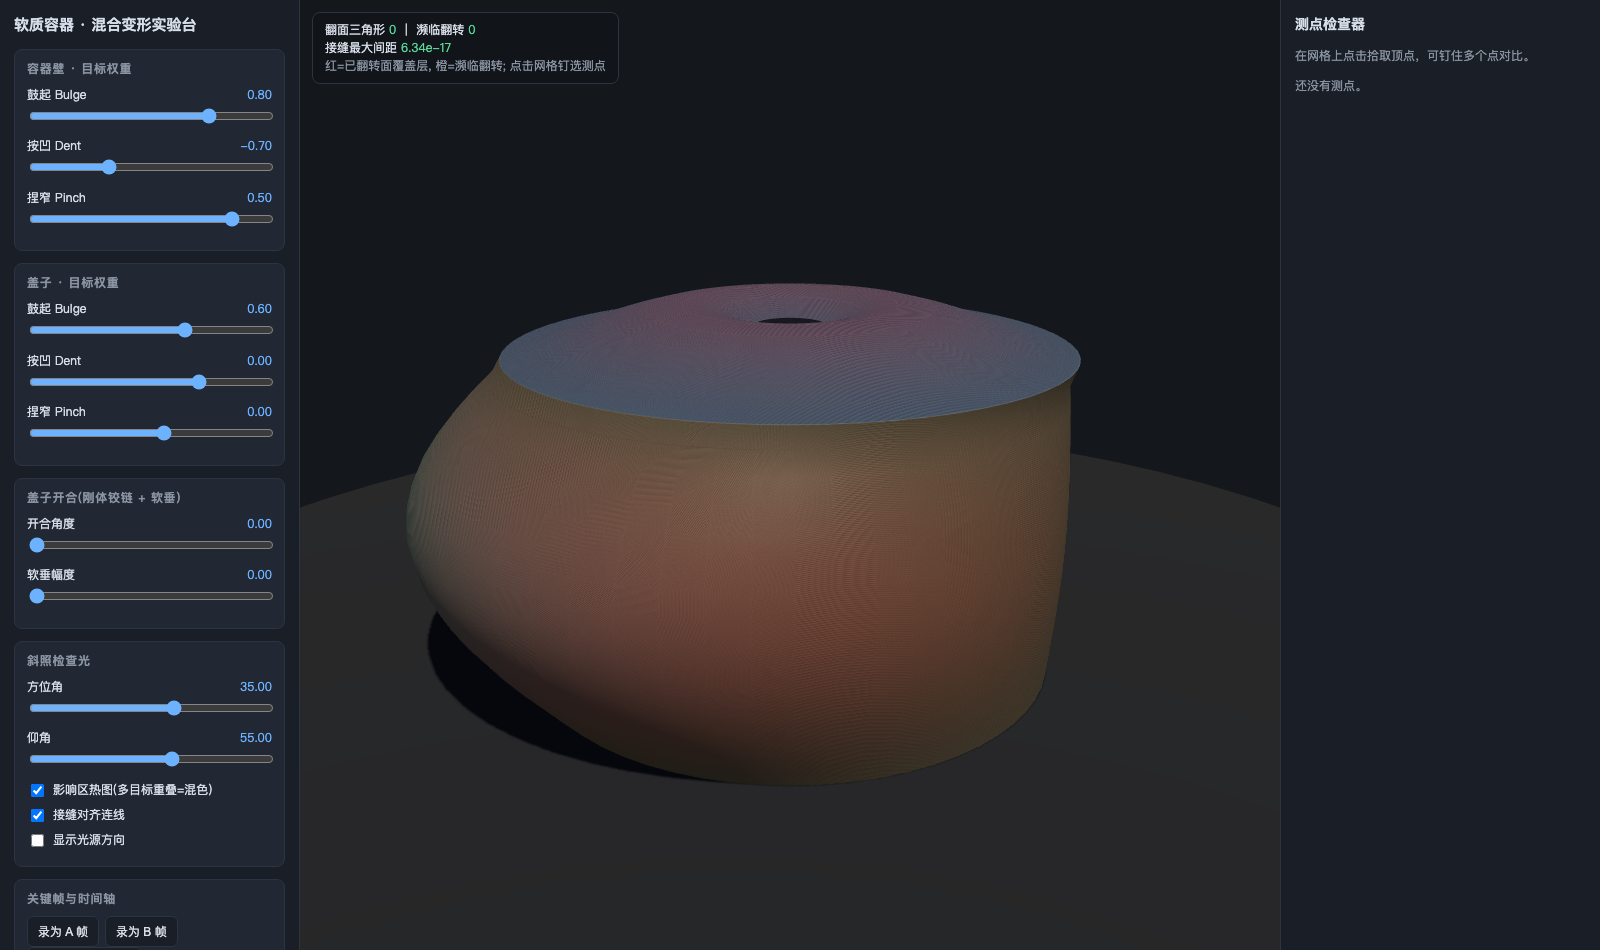 软质容器 · 混合变形实验台
容器壁 · 目标权重
鼓起 Bulge 0.80
按凹 Dent −0.70
捏窄 Pinch 0.50
盖子 · 目标权重
鼓起 Bulge 0.60
按凹 Dent 0.00
捏窄 Pinch 0.00
盖子开合(刚体铰链 + 软垂)
开合角度 0.00
软垂幅度 0.00
斜照检查光
方位角 35.00
仰角 55.00
影响区热图(多目标重叠=混色)
接缝对齐连线
显示光源方向
关键帧与时间轴
录为 A 帧 录为 B 帧
翻面三角形 0 | 濒临翻转 0
接缝最大间距 6.34e−17
红=已翻转面覆盖层, 橙=濒临翻转; 点击网格钉选测点
测点检查器
在网格上点击拾取顶点，可钉住多个点对比。
还没有测点。